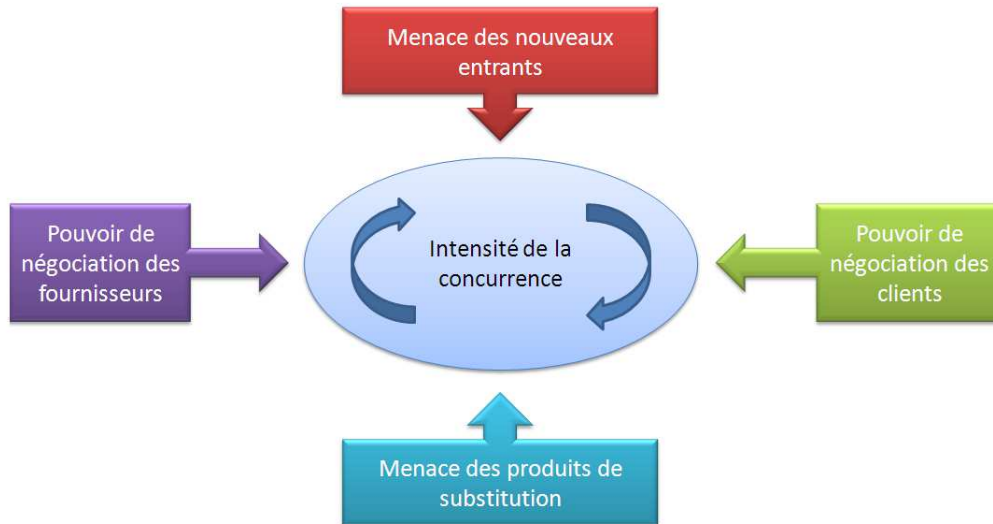 Menace des nouveaux
entrants
Pouvoir de
négociation des
fournisseurs
Intensité de la
concurrence
Pouvoir de
négociation des
clients
Menace des produits de
substitution